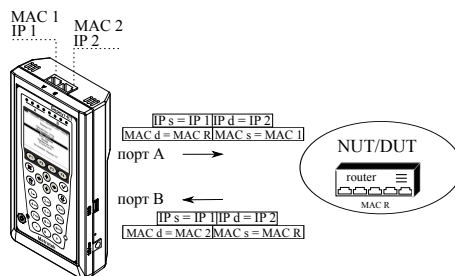 MAC 1
IP 1
MAC 2
IP 2
IP s = IP 1 IP d = IP 2
MAC d = MAC R MAC s = MAC 1
порт A
порт B
IP s = IP 1 IP d = IP 2
MAC d = MAC 2 MAC s = MAC R
NUT/DUT
router
MAC R